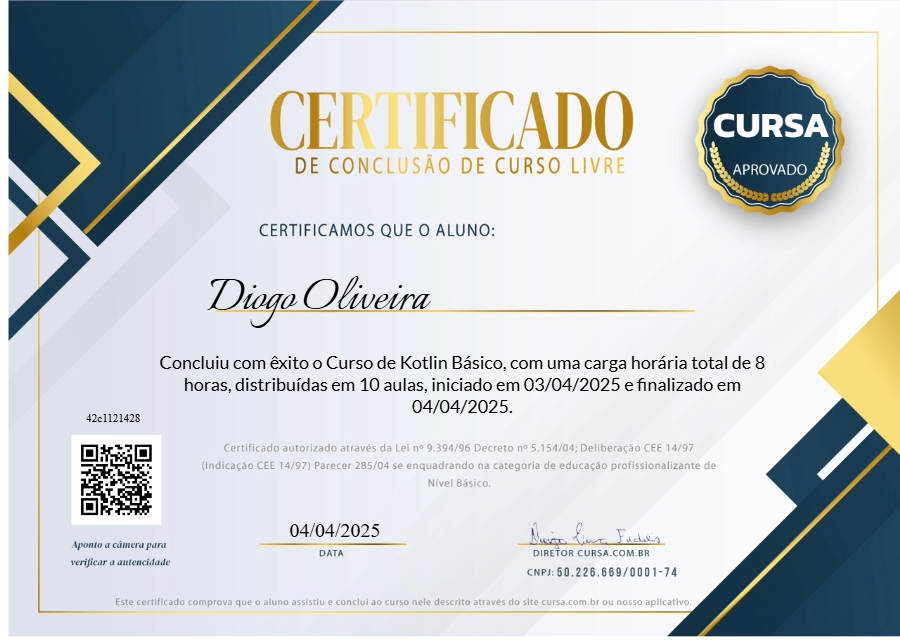 CERTIFICADO
DE CONCLUSÃO DE CURSO LIVRE
CURSA
APROVADO
CERTIFICAMOS QUE O ALUNO:
Diogo Oliveira
Concluiu com êxito o Curso de Kotlin Básico, com uma carga horária total de 8
horas, distribuídas em 10 aulas, iniciado em 03/04/2025 e finalizado em
04/04/2025.
42c1121428
Certificado autorizado através da Lei nº 9.394/96 Decreto nº 5.154/04; Deliberação CEE 14/97
(Indicação CEE 14/97) Parecer 285/04 se enquadrando na categoria de educação profissionalizante de
Nível Básico.
Aponto a câmera para
verificar a autencidade
04/04/2025
DATA
DIRETOR CURSA.COM.BR
CNPJ: 50.226.669/0001-74
Este certificado comprova que o aluno assistiu e conclui ao curso nele descrito através do site cursa.com.br ou nosso aplicativo.